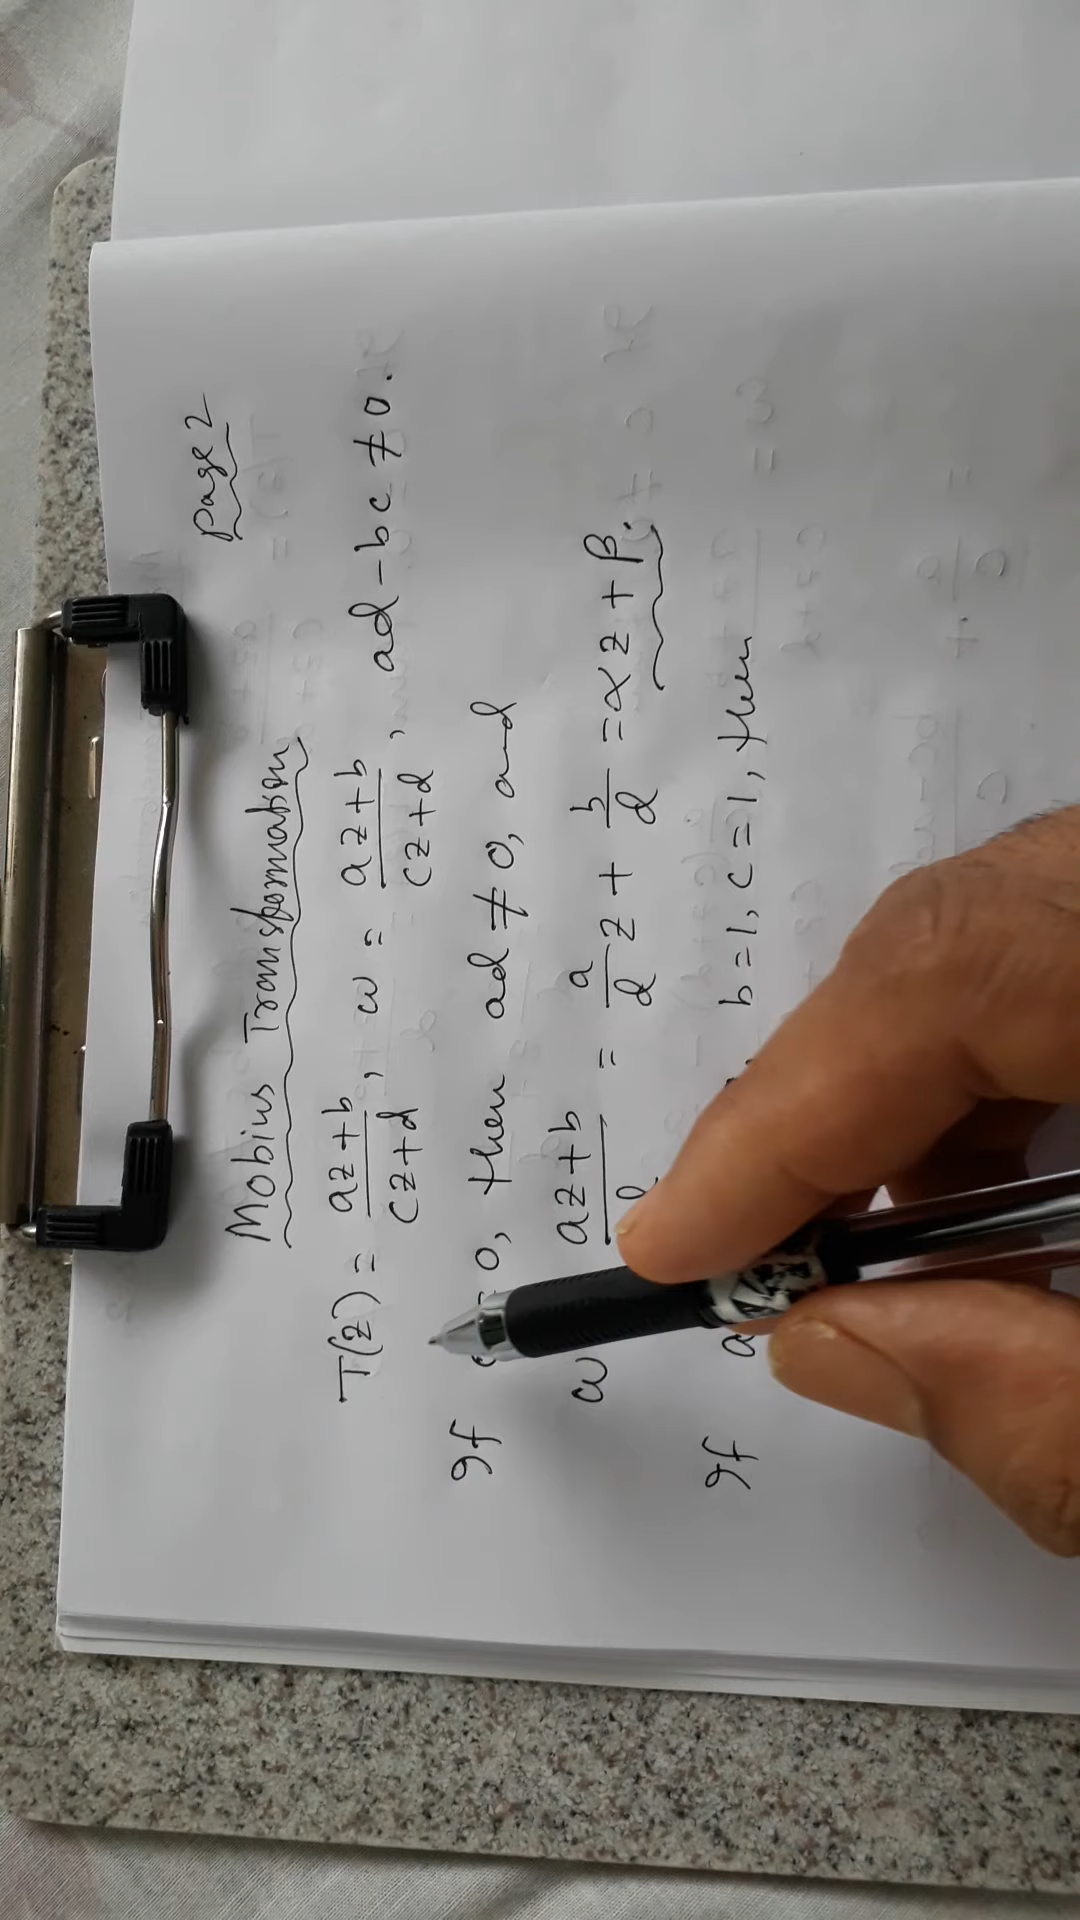 Page 2
Mobius Transformation
T(z) = az+b/cz+d, w = az+b/cz+d, ad-bc ≠ 0.
If = 0, then ad ≠ 0, and
w az+b/d = a/d z + b/d = αz + β.
If a b=1, c=1, then